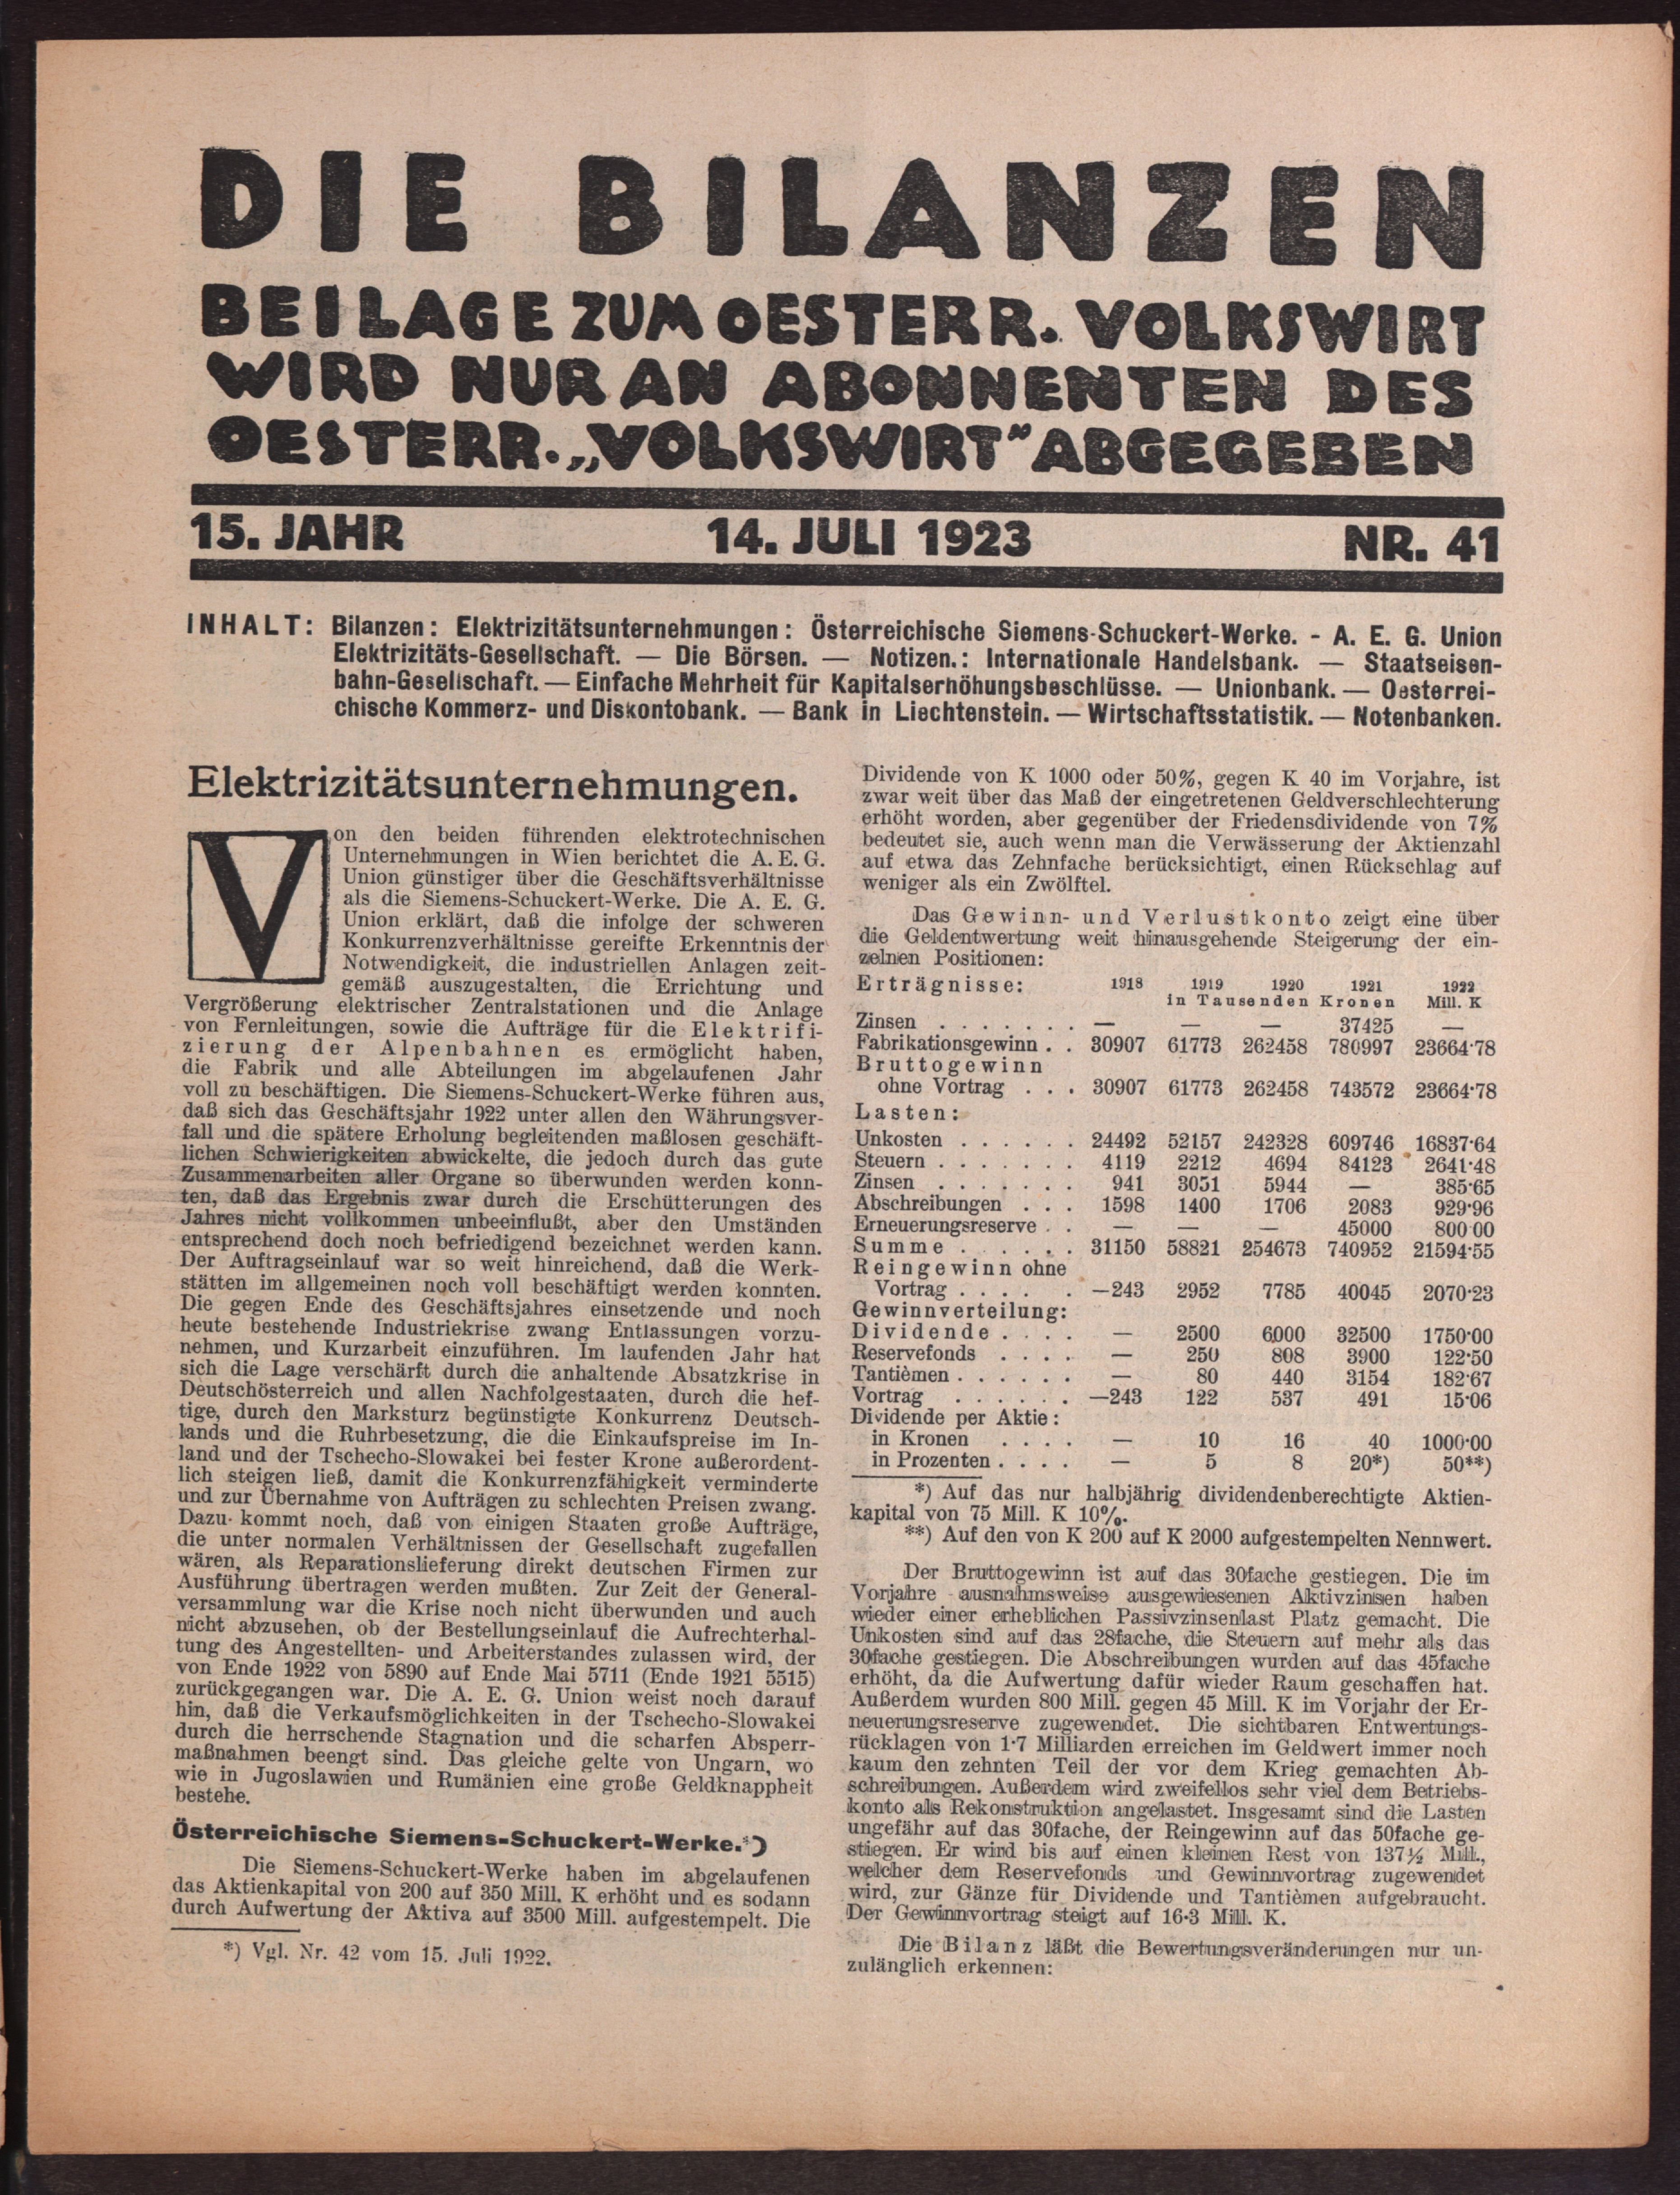 DIE BILANZEN
BEILAGE ZUM OESTERR. VOLKSWIRT
WIRD NUR AN ABONNENTEN DES
OESTERR. „VOLKSWIRT" ABGEGEBEN
15. JAHR 14. JULI 1923 NR. 41
INHALT: Bilanzen: Elektrizitätsunternehmungen: Österreichische Siemens-Schuckert-Werke. - A. E. G. Union
Elektrizitäts-Gesellschaft. — Die Börsen. — Notizen.: Internationale Handelsbank. — Staatseisen-
bahn-Gesellschaft. — Einfache Mehrheit für Kapitalserhöhungsbeschlüsse. — Unionbank. — Oesterrei-
chische Kommerz- und Diskontobank. — Bank in Liechtenstein. — Wirtschaftsstatistik. — Notenbanken.
Elektrizitätsunternehmungen.
Von den beiden führenden elektrotechnischen
Unternehmungen in Wien berichtet die A. E. G.
Union günstiger über die Geschäftsverhältnisse
als die Siemens-Schuckert-Werke. Die A. E. G.
Union erklärt, daß die infolge der schweren
Konkurrenzverhältnisse gereifte Erkenntnis der
Notwendigkeit, die industriellen Anlagen zeit-
gemäß auszugestalten, die Errichtung und
Vergrößerung elektrischer Zentralstationen und die Anlage
von Fernleitungen, sowie die Aufträge für die Elektrifi-
zierung der Alpenbahnen es ermöglicht haben,
die Fabrik und alle Abteilungen im abgelaufenen Jahr
voll zu beschäftigen. Die Siemens-Schuckert-Werke führen aus,
daß sich das Geschäftsjahr 1922 unter allen den Währungsver-
fall und die spätere Erholung begleitenden maßlosen geschäft-
lichen Schwierigkeiten abwickelte, die jedoch durch das gute
Zusammenarbeiten aller Organe so überwunden werden konn-
ten, daß das Ergebnis zwar durch die Erschütterungen des
Jahres nicht vollkommen unbeeinflußt, aber den Umständen
entsprechend doch noch befriedigend bezeichnet werden kann.
Der Auftragseinlauf war so weit hinreichend, daß die Werk-
stätten im allgemeinen noch voll beschäftigt werden konnten.
Die gegen Ende des Geschäftsjahres einsetzende und noch
heute bestehende Industriekrise zwang Entlassungen vorzu-
nehmen, und Kurzarbeit einzuführen. Im laufenden Jahr hat
sich die Lage verschärft durch die anhaltende Absatzkrise in
Deutschösterreich und allen Nachfolgestaaten, durch die hef-
tige, durch den Marksturz begünstigte Konkurrenz Deutsch-
lands und die Ruhrbesetzung, die die Einkaufspreise im In-
land und der Tschecho-Slowakei bei fester Krone außerordent-
lich steigen ließ, damit die Konkurrenzfähigkeit verminderte
und zur Übernahme von Aufträgen zu schlechten Preisen zwang.
Dazu kommt noch, daß von einigen Staaten große Aufträge,
die unter normalen Verhältnissen der Gesellschaft zugefallen
wären, als Reparationslieferung direkt deutschen Firmen zur
Ausführung übertragen werden mußten. Zur Zeit der General-
versammlung war die Krise noch nicht überwunden und auch
nicht abzusehen, ob der Bestellungseinlauf die Aufrechterhal-
tung des Angestellten- und Arbeiterstandes zulassen wird, der
von Ende 1922 von 5890 auf Ende Mai 5711 (Ende 1921 5515)
zurückgegangen war. Die A. E. G. Union weist noch darauf
hin, daß die Verkaufsmöglichkeiten in der Tschecho-Slowakei
durch die herrschende Stagnation und die scharfen Absperr-
maßnahmen beengt sind. Das gleiche gelte von Ungarn, wo
wie in Jugoslawien und Rumänien eine große Geldknappheit
bestehe.
Österreichische Siemens-Schuckert-Werke.*)
Die Siemens-Schuckert-Werke haben im abgelaufenen
das Aktienkapital von 200 auf 350 Mill. K erhöht und es sodann
durch Aufwertung der Aktiva auf 3500 Mill. aufgestempelt. Die
*) Vgl. Nr. 42 vom 15. Juli 1922.
Dividende von K 1000 oder 50%, gegen K 40 im Vorjahre, ist
zwar weit über das Maß der eingetretenen Geldverschlechterung
erhöht worden, aber gegenüber der Friedensdividende von 7%
bedeutet sie, auch wenn man die Verwässerung der Aktienzahl
auf etwa das Zehnfache berücksichtigt, einen Rückschlag auf
weniger als ein Zwölftel.
Das Gewinn- und Verlustkonto zeigt eine über
die Geldentwertung weit hinausgehende Steigerung der ein-
zelnen Positionen:
Erträgnisse: 1918 1919 1920 1921 1922
in Tausenden Kronen Mill. K
Zinsen . . . . . . . — — — 37425 —
Fabrikationsgewinn . . 30907 61773 262458 780997 23664·78
Bruttogewinn
ohne Vortrag . . . 30907 61773 262458 743572 23664·78
Lasten:
Unkosten . . . . . . 24492 52157 242328 609746 16837·64
Steuern . . . . . . . 4119 2212 4694 84123 2641·48
Zinsen . . . . . . . 941 3051 5944 — 385·65
Abschreibungen . . . 1598 1400 1706 2083 929·96
Erneuerungsreserve . . — — — 45000 800 00
Summe . . . . . . 31150 58821 254673 740952 21594·55
Reingewinn ohne
Vortrag . . . . . —243 2952 7785 40045 2070·23
Gewinnverteilung:
Dividende . . . . — 2500 6000 32500 1750·00
Reservefonds . . . . — 250 808 3900 122·50
Tantièmen . . . . . . — 80 440 3154 182·67
Vortrag . . . . . . —243 122 537 491 15·06
Dividende per Aktie:
in Kronen . . . . — 10 16 40 1000·00
in Prozenten . . . . — 5 8 20*) 50**)
*) Auf das nur halbjährig dividendenberechtigte Aktien-
kapital von 75 Mill. K 10%.
**) Auf den von K 200 auf K 2000 aufgestempelten Nennwert.
Der Bruttogewinn ist auf das 30fache gestiegen. Die im
Vorjahre ausnahmsweise ausgewiesenen Aktivzinsen haben
wieder einer erheblichen Passivzinsenlast Platz gemacht. Die
Unkosten sind auf das 28fache, die Steuern auf mehr als das
30fache gestiegen. Die Abschreibungen wurden auf das 45fache
erhöht, da die Aufwertung dafür wieder Raum geschaffen hat.
Außerdem wurden 800 Mill. gegen 45 Mill. K im Vorjahr der Er-
neuerungsreserve zugewendet. Die sichtbaren Entwertungs-
rücklagen von 1·7 Milliarden erreichen im Geldwert immer noch
kaum den zehnten Teil der vor dem Krieg gemachten Ab-
schreibungen. Außerdem wird zweifellos sehr viel dem Betriebs-
konto als Rekonstruktion angelastet. Insgesamt sind die Lasten
ungefähr auf das 30fache, der Reingewinn auf das 50fache ge-
stiegen. Er wird bis auf einen kleinen Rest von 137½ Mill.,
welcher dem Reservefonds und Gewinnvortrag zugewendet
wird, zur Gänze für Dividende und Tantièmen aufgebraucht.
Der Gewinnvortrag steigt auf 16·3 Mill. K.
Die Bilanz läßt die Bewertungsveränderungen nur un-
zulänglich erkennen: